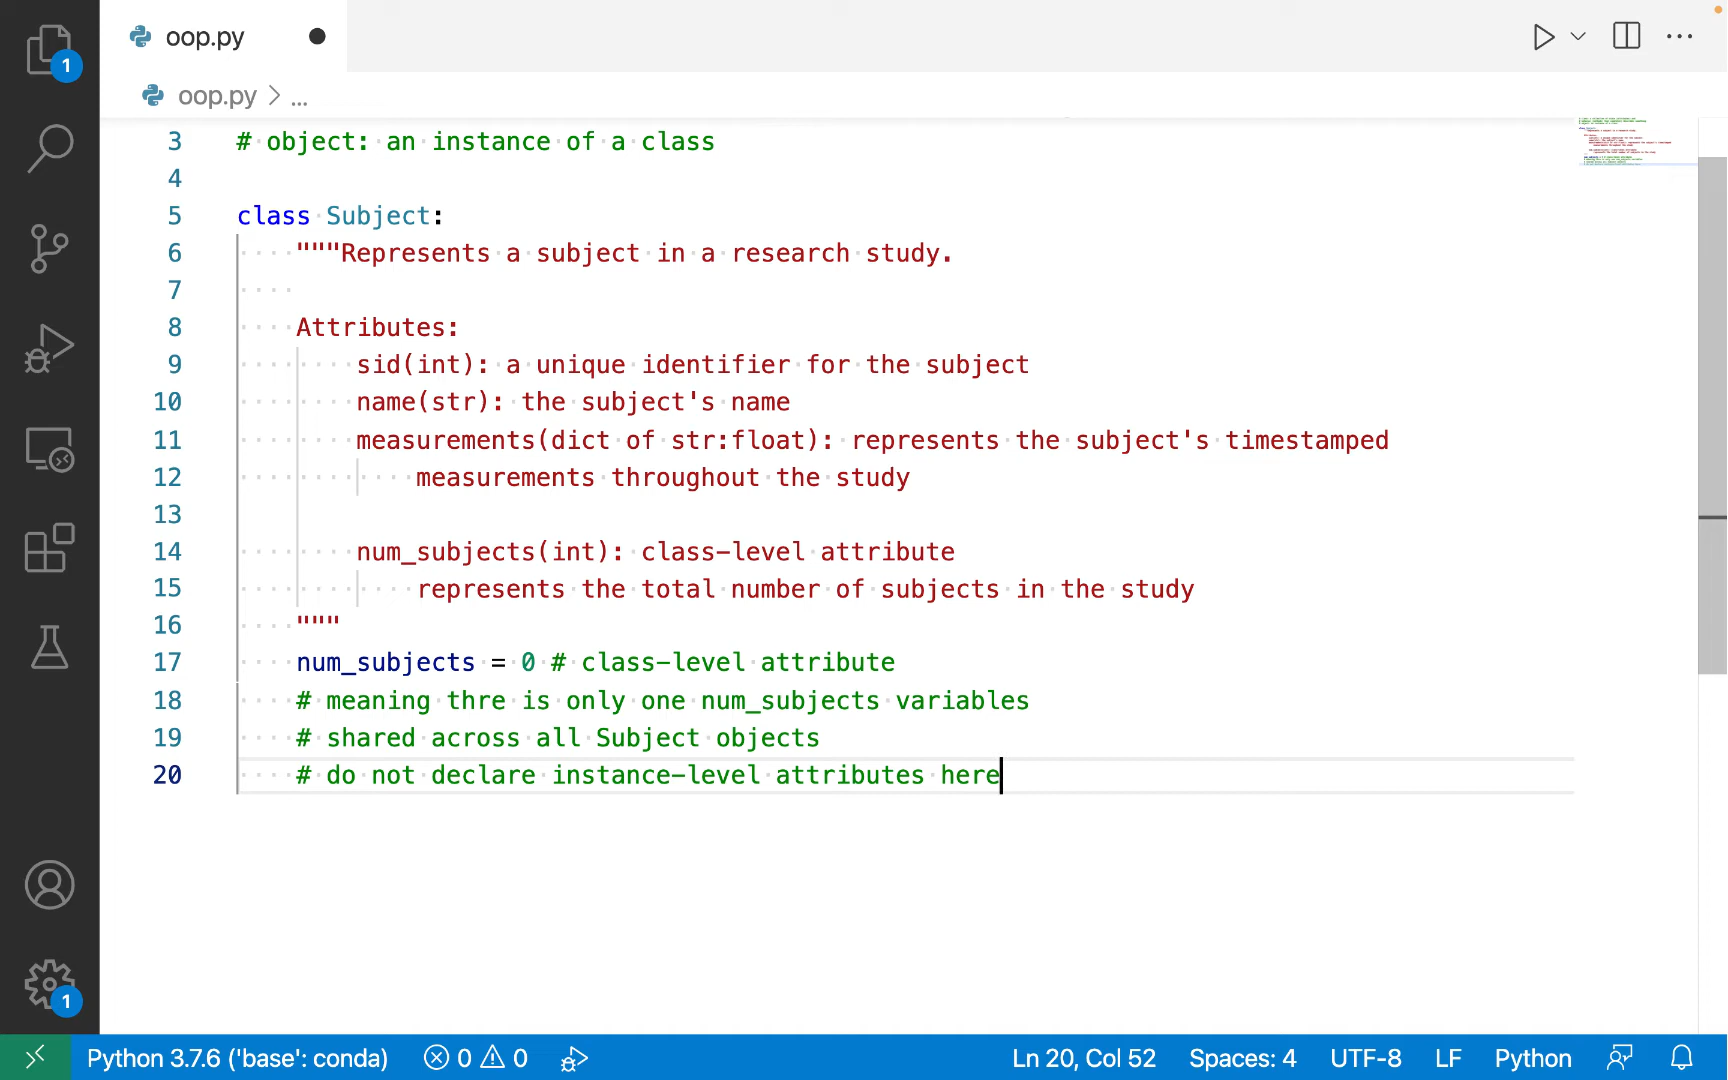 1
oop.py
oop.py > ...
3 # object: an instance of a class
4
5 class Subject:
6 """Represents a subject in a research study.
7
8 Attributes:
9 sid(int): a unique identifier for the subject
10 name(str): the subject's name
11 measurements(dict of str:float): represents the subject's timestamped
12 measurements throughout the study
13
14 num_subjects(int): class-level attribute
15 represents the total number of subjects in the study
16 """
17 num_subjects = 0 # class-level attribute
18 # meaning thre is only one num_subjects variables
19 # shared across all Subject objects
20 # do not declare instance-level attributes here
1
Python 3.7.6 ('base': conda) 0 0 Ln 20, Col 52 Spaces: 4 UTF-8 LF Python